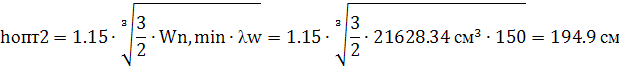 hопт2 = 1.15· ∛(3/2 · Wn,min · λw) = 1.15· ∛(3/2 · 21628.34 см³ · 150) = 194.9 см